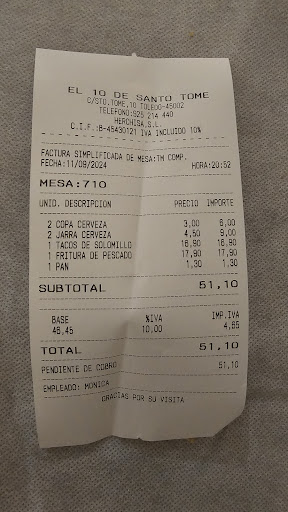 EL 10 DE SANTO TOME
C/STO.TOME,10 TOLEDO-45002
TELEFONO:925 214 440
HERCHISA,S.L.
C.I.F.:B-45430121 IVA INCLUIDO 10%
FACTURA SIMPLIFICADA DE MESA:TM COMP.
FECHA:11/09/2024 HORA:20:52
MESA:710
UNID. DESCRIPCION PRECIO IMPORTE
2 COPA CERVEZA 3,00 6,00
2 JARRA CERVEZA 4,50 9,00
1 TACOS DE SOLOMILLO 16,90 16,90
1 FRITURA DE PESCADO 17,90 17,90
1 PAN 1,30 1,30
SUBTOTAL 51,10
BASE %IVA IMP.IVA
46,45 10,00 4,65
TOTAL 51,10
PENDIENTE DE COBRO 51,10
EMPLEADO: MONICA
GRACIAS POR SU VISITA